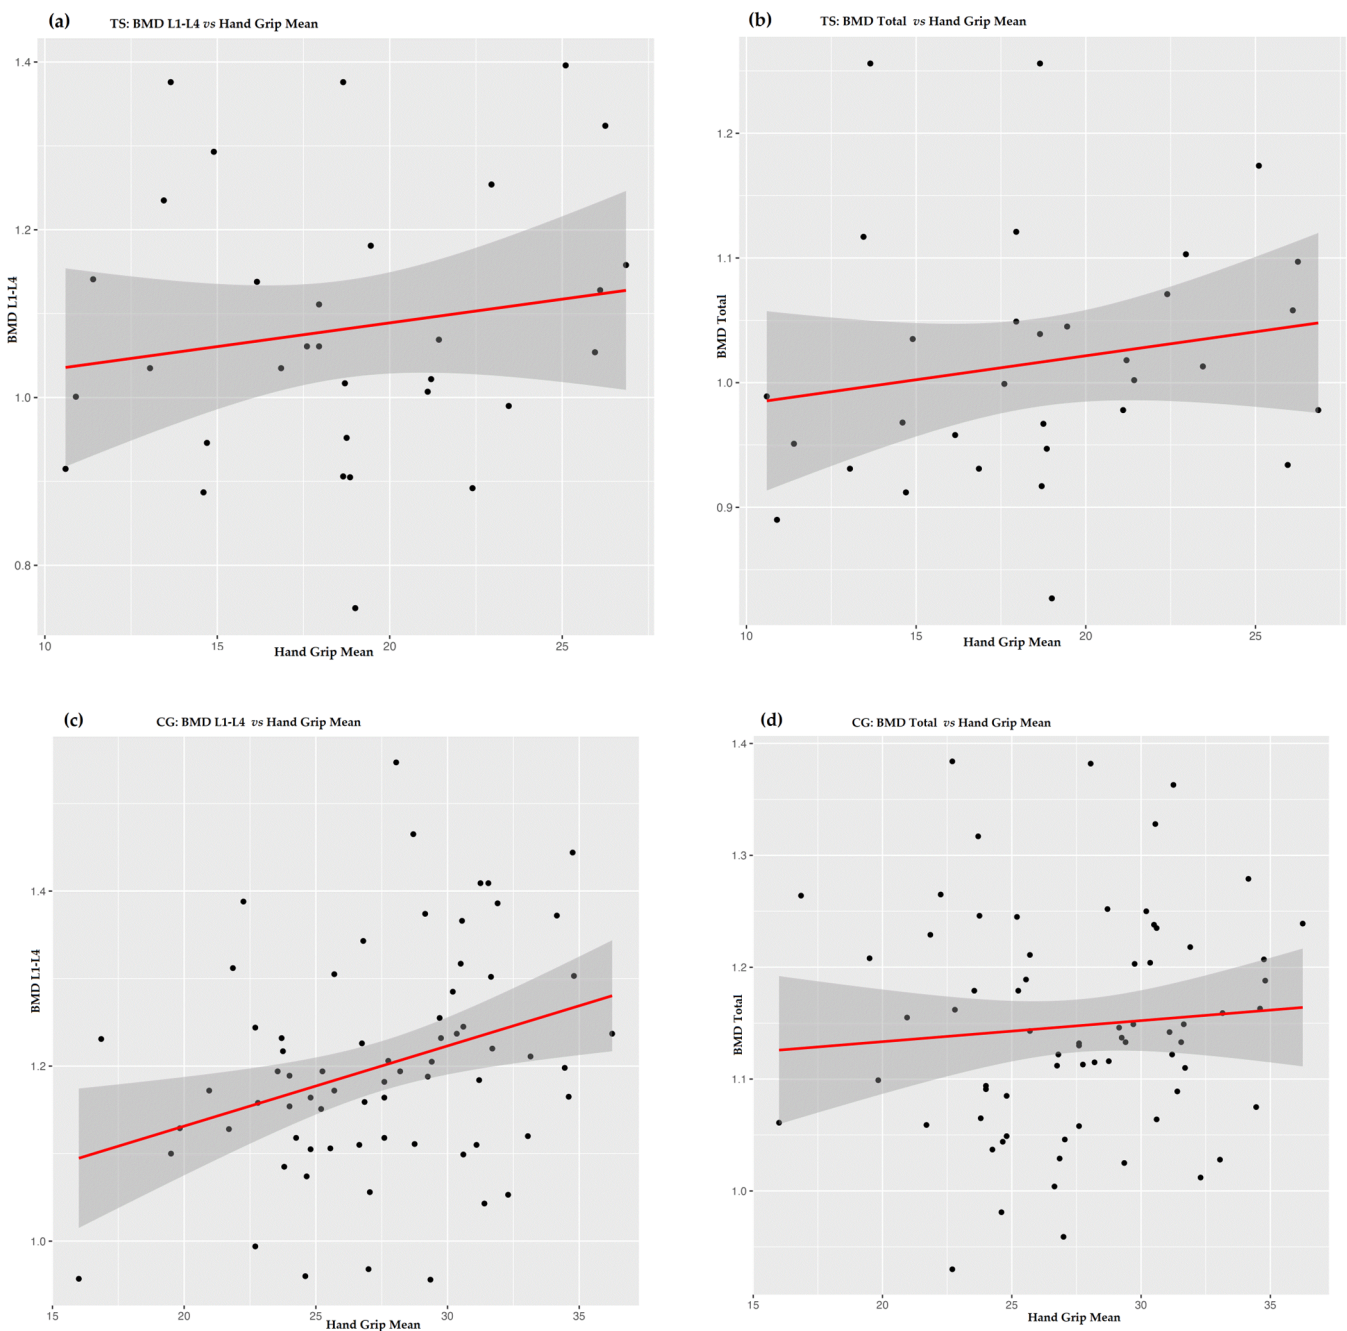 (a) TS: BMD L1-L4 vs Hand Grip Mean
1.4
1.2
1.0
0.8
BMD L1-L4
10 15 20 25
Hand Grip Mean
(b) TS: BMD Total vs Hand Grip Mean
1.2
1.1
1.0
0.9
BMD Total
10 15 20 25
Hand Grip Mean
(c) CG: BMD L1-L4 vs Hand Grip Mean
1.4
1.2
1.0
BMD L1-L4
15 20 25 30 35
Hand Grip Mean
(d) CG: BMD Total vs Hand Grip Mean
1.4
1.3
1.2
1.1
1.0
BMD Total
15 20 25 30 35
Hand Grip Mean